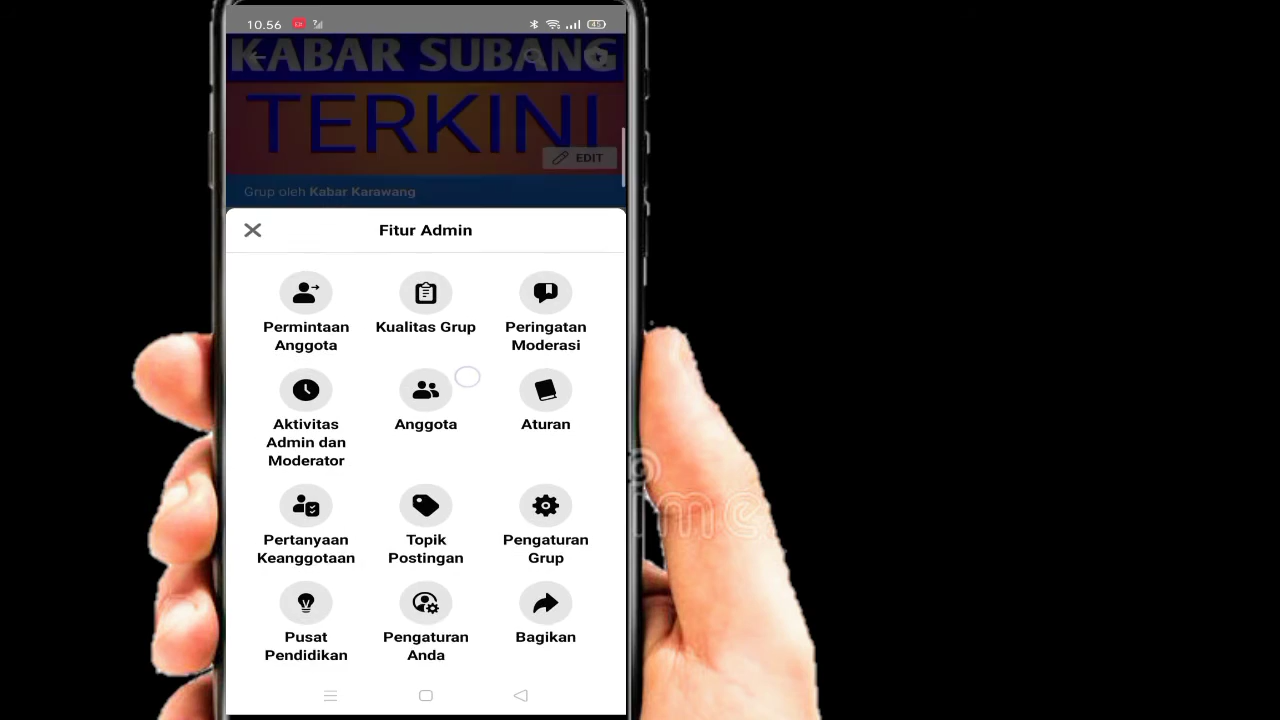 10.56
45
KABAR SUBANG
TERKINI
EDIT
Grup oleh Kabar Karawang
Fitur Admin
Permintaan
Anggota
Kualitas Grup
Peringatan
Moderasi
Aktivitas
Admin dan
Moderator
Anggota
Aturan
Pertanyaan
Keanggotaan
Topik
Postingan
Pengaturan
Grup
Pusat
Pendidikan
Pengaturan
Anda
Bagikan